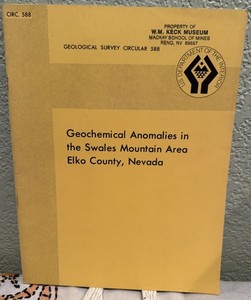 CIRC. 588
PROPERTY OF
W.M. KECK MUSEUM
MACKAY SCHOOL OF MINES
RENO, NV 89557
GEOLOGICAL SURVEY CIRCULAR 588
U.S. DEPARTMENT OF THE INTERIOR
Geochemical Anomalies in
the Swales Mountain Area
Elko County, Nevada